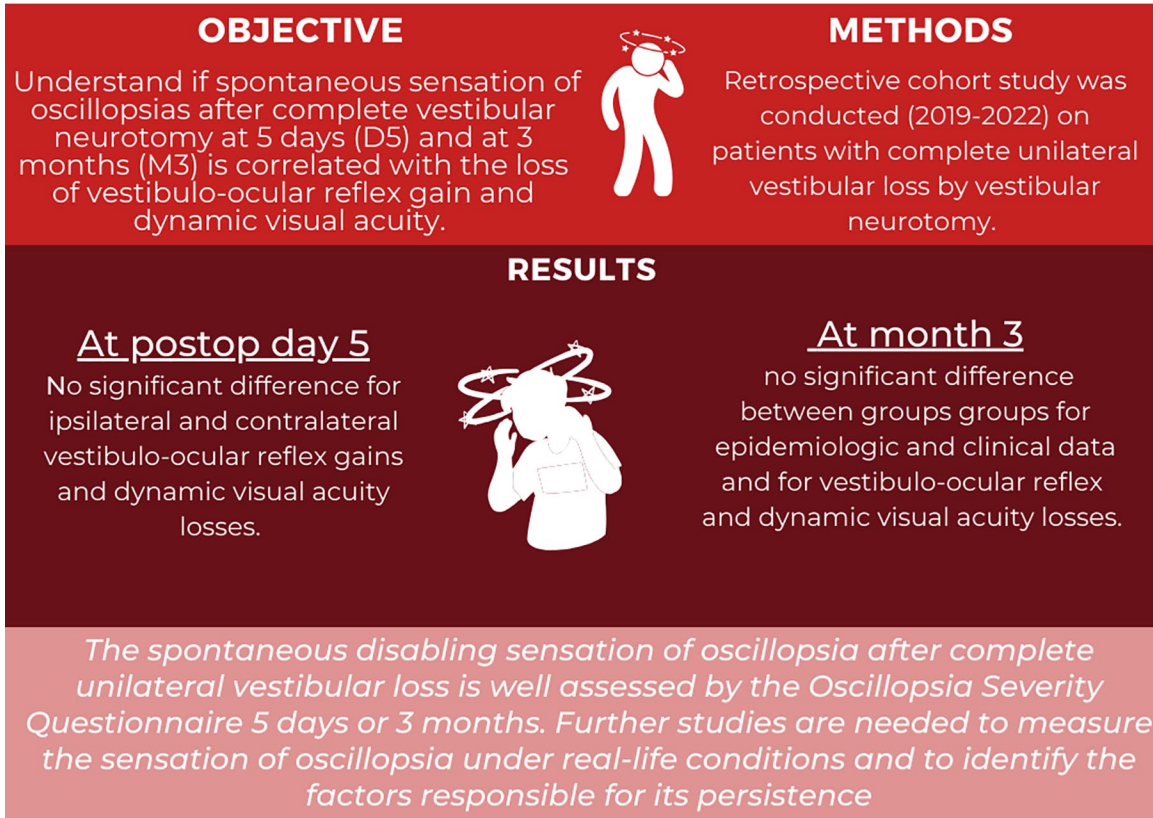 OBJECTIVE
Understand if spontaneous sensation of
oscillopsias after complete vestibular
neurotomy at 5 days (D5) and at 3
months (M3) is correlated with the loss
of vestibulo-ocular reflex gain and
dynamic visual acuity.
METHODS
Retrospective cohort study was
conducted (2019-2022) on
patients with complete unilateral
vestibular loss by vestibular
neurotomy.
RESULTS
At postop day 5
No significant difference for
ipsilateral and contralateral
vestibulo-ocular reflex gains
and dynamic visual acuity
losses.
At month 3
no significant difference
between groups groups for
epidemiologic and clinical data
and for vestibulo-ocular reflex
and dynamic visual acuity losses.
The spontaneous disabling sensation of oscillopsia after complete
unilateral vestibular loss is well assessed by the Oscillopsia Severity
Questionnaire 5 days or 3 months. Further studies are needed to measure
the sensation of oscillopsia under real-life conditions and to identify the
factors responsible for its persistence